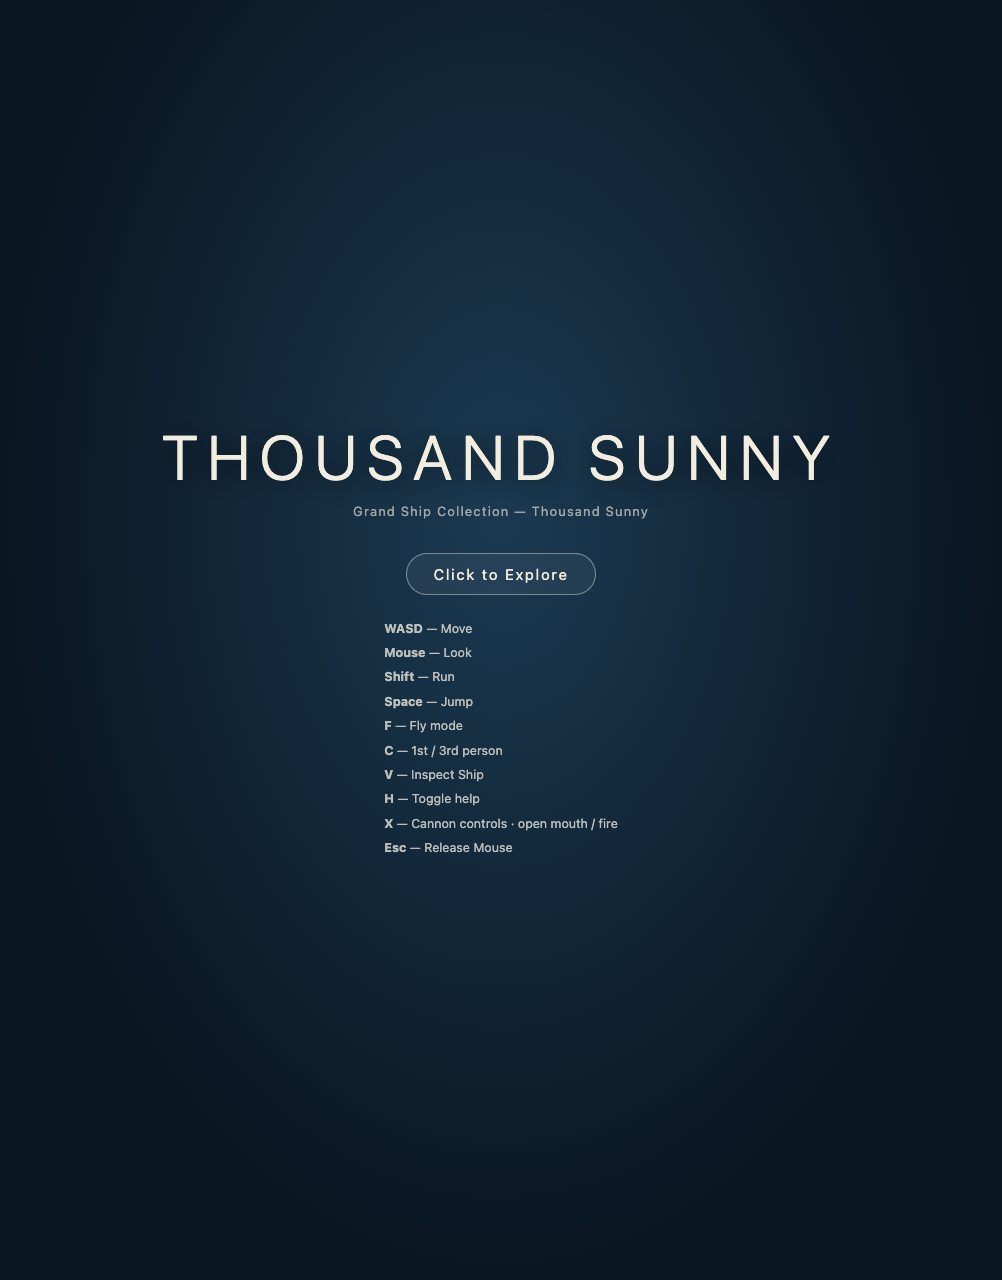 THOUSAND SUNNY
Grand Ship Collection — Thousand Sunny
Click to Explore
WASD — Move
Mouse — Look
Shift — Run
Space — Jump
F — Fly mode
C — 1st / 3rd person
V — Inspect Ship
H — Toggle help
X — Cannon controls · open mouth / fire
Esc — Release Mouse